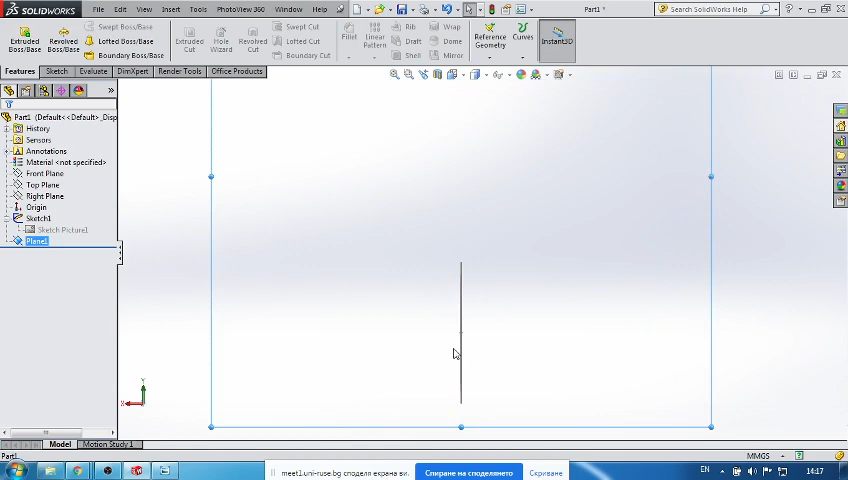 SOLIDWORKS File Edit View Insert Tools PhotoView 360 Window Help Part1 * SolidWorks Help
Extruded Boss/Base
Revolved Boss/Base
Swept Boss/Base
Lofted Boss/Base
Boundary Boss/Base
Extruded Cut
Hole Wizard
Revolved Cut
Swept Cut
Lofted Cut
Boundary Cut
Fillet
Linear Pattern
Rib
Draft
Shell
Wrap
Dome
Mirror
Reference Geometry
Curves
Instant3D
Features Sketch Evaluate DimXpert Render Tools Office Products
Part1 (Default<<Default>_Disp
History
Sensors
Annotations
Material <not specified>
Front Plane
Top Plane
Right Plane
Origin
Sketch1
Sketch Picture1
Plane1
Y
X
Model Motion Study 1
Part1 MMGS
meet1.uni-ruse.bg споделя екрана ви. Спиране на споделянето Скриване EN 14:17